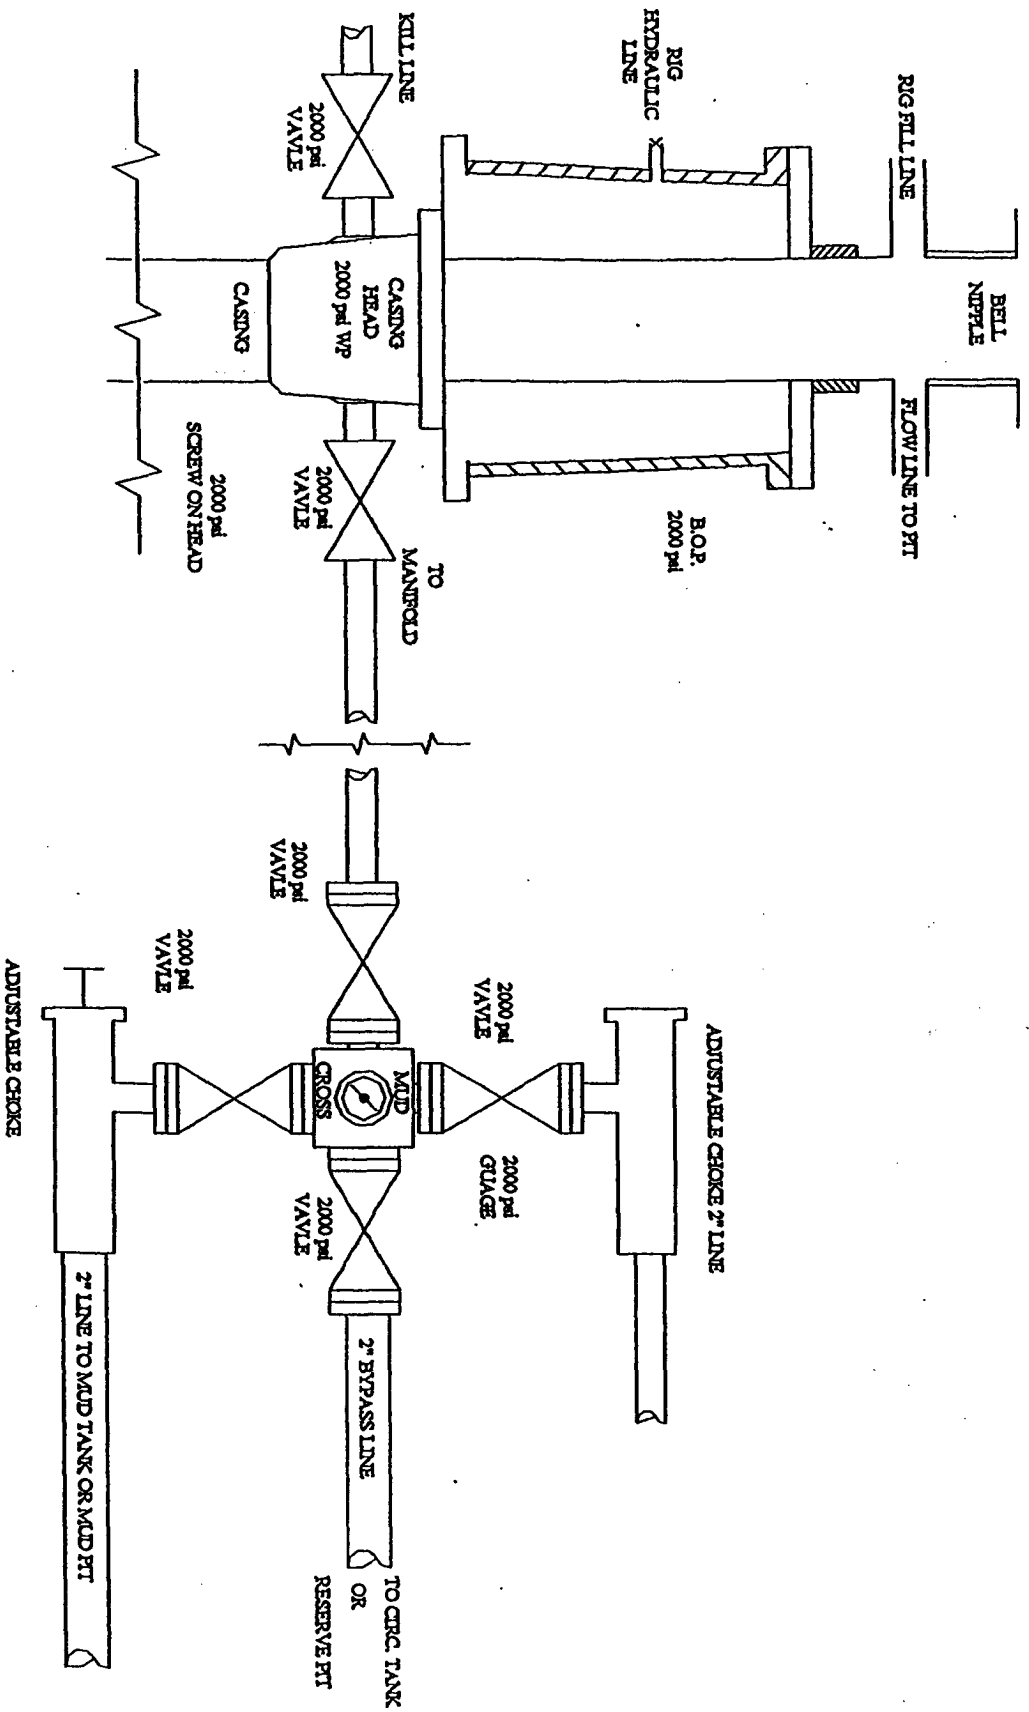 BELL
NIPPLE
RIG FILL LINE
FLOW LINE TO PIT
RIG
HYDRAULIC
LINE
B.O.P.
2000 psi
ADJUSTABLE CHOKE 2" LINE
KILL LINE
2000 psi
VAVLE
CASING
HEAD
2000 psi WP
2000 psi
VAVLE
TO
MANIFOLD
CASING
2000 psi
SCREW ON HEAD
2000 psi
VAVLE
2000 psi
VAVLE
2000 psi
GUAGE
MUD
CROSS
2000 psi
VAVLE
2" BYPASS LINE
TO CIRC. TANK
OR
RESERVE PIT
2000 psi
VAVLE
2" LINE TO MUD TANK OR MUD PIT
ADJUSTABLE CHOKE